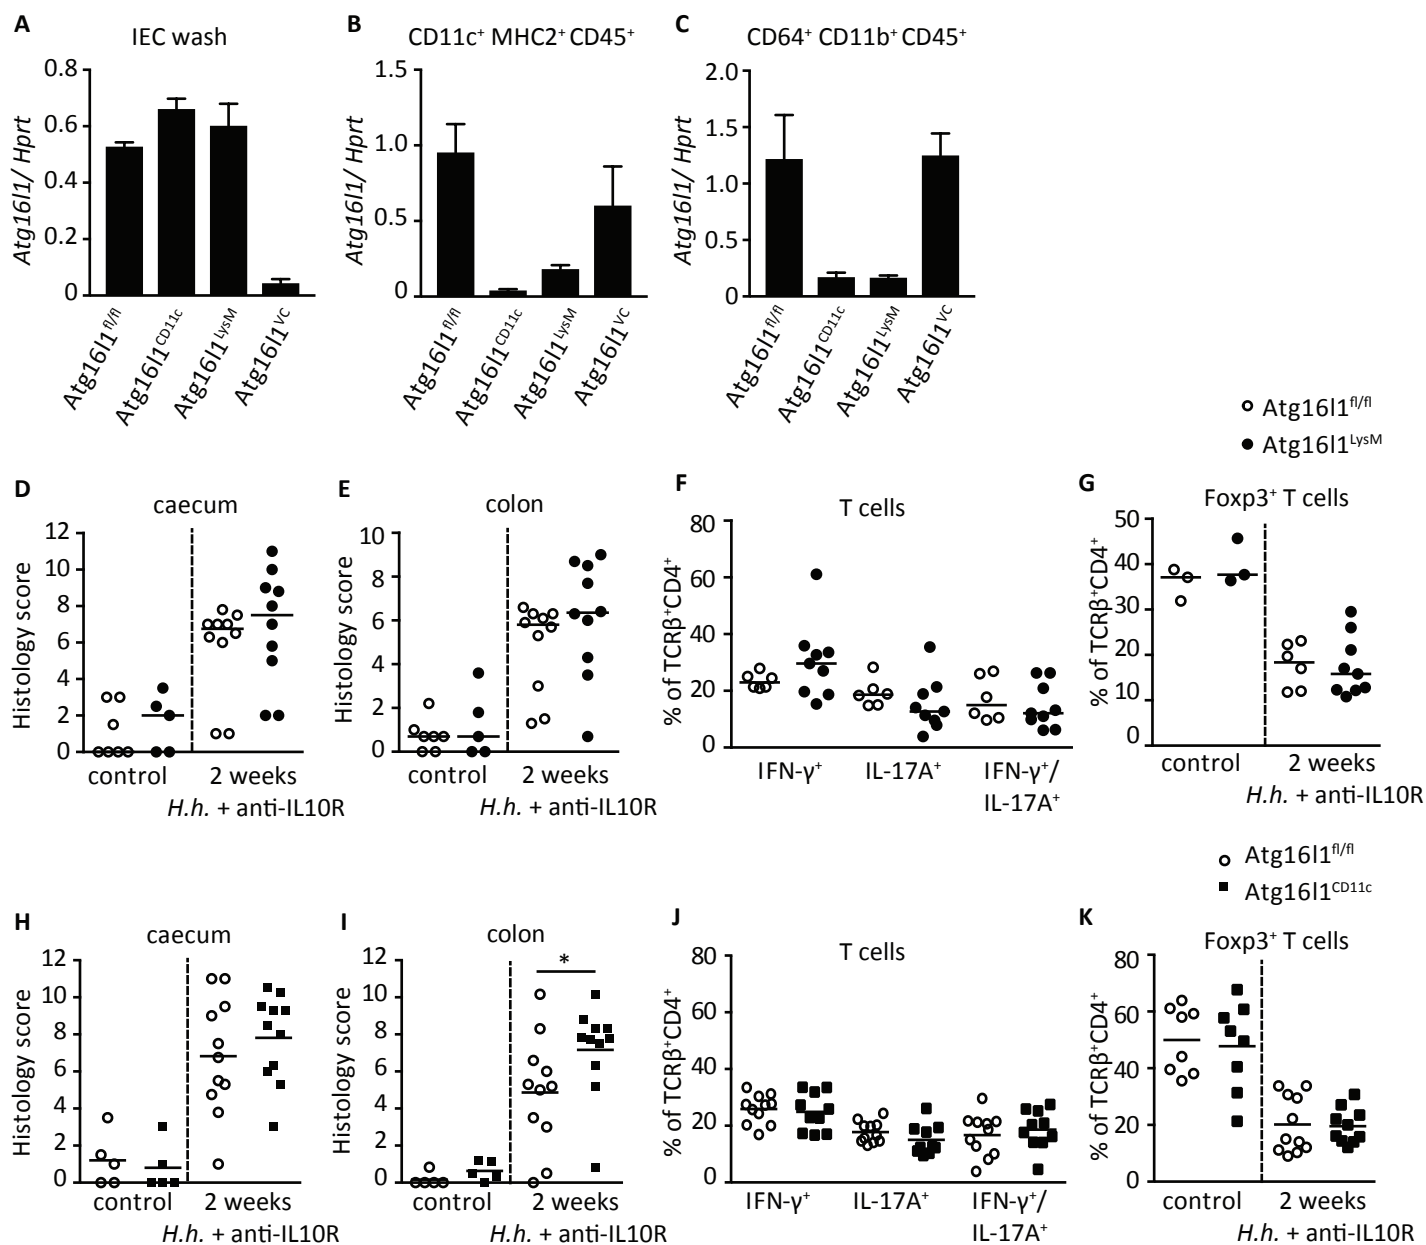 A
IEC wash
Atg16l1/ Hprt
0.8
0.6
0.4
0.2
0
Atg16l1fl/fl
Atg16l1CD11c
Atg16l1LysM
Atg16l1VC
B
CD11c+ MHC2+ CD45+
Atg16l1/ Hprt
1.5
1.0
0.5
0
Atg16l1fl/fl
Atg16l1CD11c
Atg16l1LysM
Atg16l1VC
C
CD64+ CD11b+ CD45+
Atg16l1/ Hprt
2.0
1.5
1.0
0.5
0
Atg16l1fl/fl
Atg16l1CD11c
Atg16l1LysM
Atg16l1VC
Atg16l1fl/fl
Atg16l1LysM
D
caecum
Histology score
12
10
8
6
4
2
0
control
2 weeks
H.h. + anti-IL10R
E
colon
Histology score
10
8
6
4
2
0
control
2 weeks
H.h. + anti-IL10R
F
T cells
% of TCRβ+CD4+
80
60
40
20
0
IFN-γ+
IL-17A+
IFN-γ+/
IL-17A+
G
Foxp3+ T cells
% of TCRβ+CD4+
50
40
30
20
10
0
control
2 weeks
H.h. + anti-IL10R
Atg16l1fl/fl
Atg16l1CD11c
H
caecum
Histology score
12
10
8
6
4
2
0
control
2 weeks
H.h. + anti-IL10R
I
colon
Histology score
12
10
8
6
4
2
0
*
control
2 weeks
H.h. + anti-IL10R
J
T cells
% of TCRβ+CD4+
80
60
40
20
0
IFN-γ+
IL-17A+
IFN-γ+/
IL-17A+
K
Foxp3+ T cells
% of TCRβ+CD4+
80
60
40
20
0
control
2 weeks
H.h. + anti-IL10R